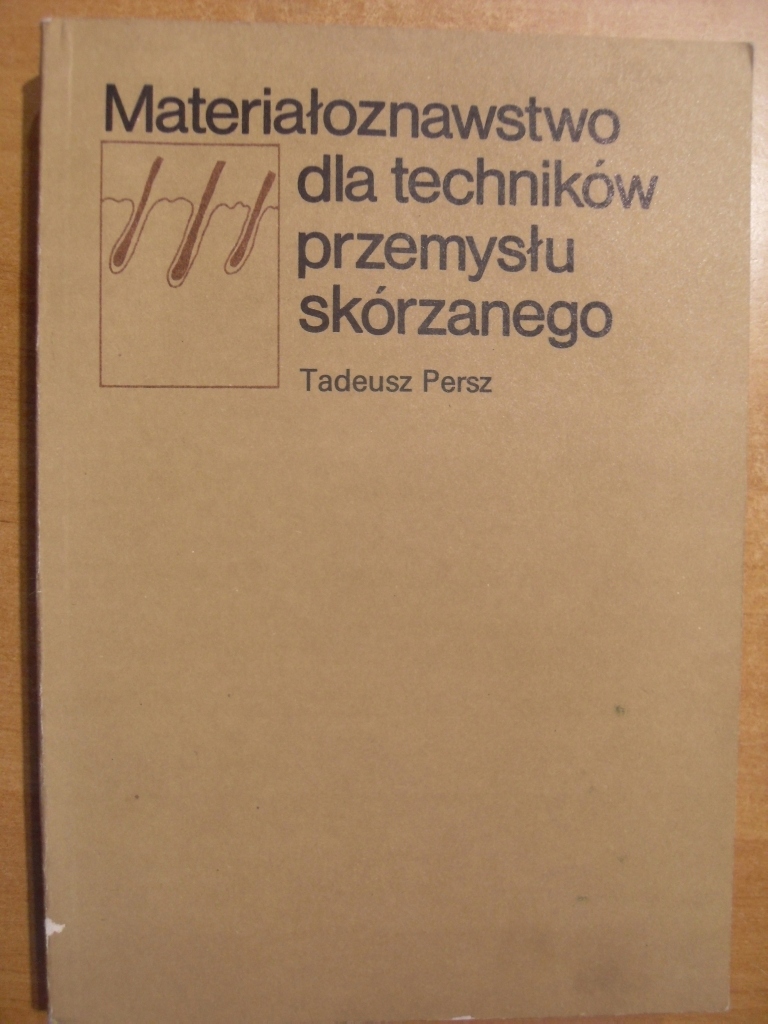 Materiałoznawstwo
dla techników
przemysłu
skórzanego
Tadeusz Persz